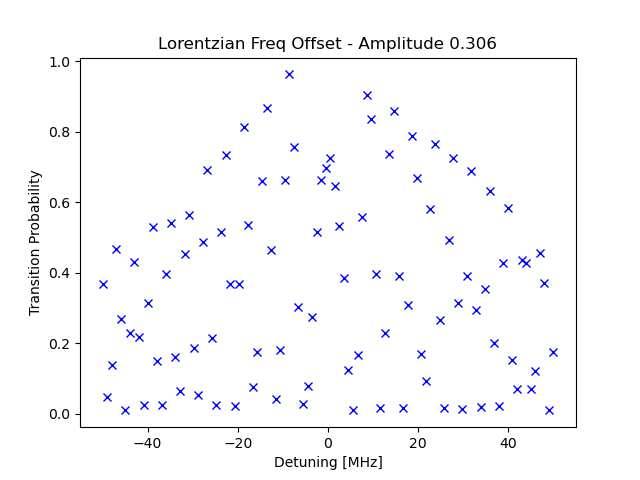 Lorentzian Freq Offset - Amplitude 0.306
1.0
0.8
0.6
0.4
0.2
0.0
Transition Probability
−40 −20 0 20 40
Detuning [MHz]